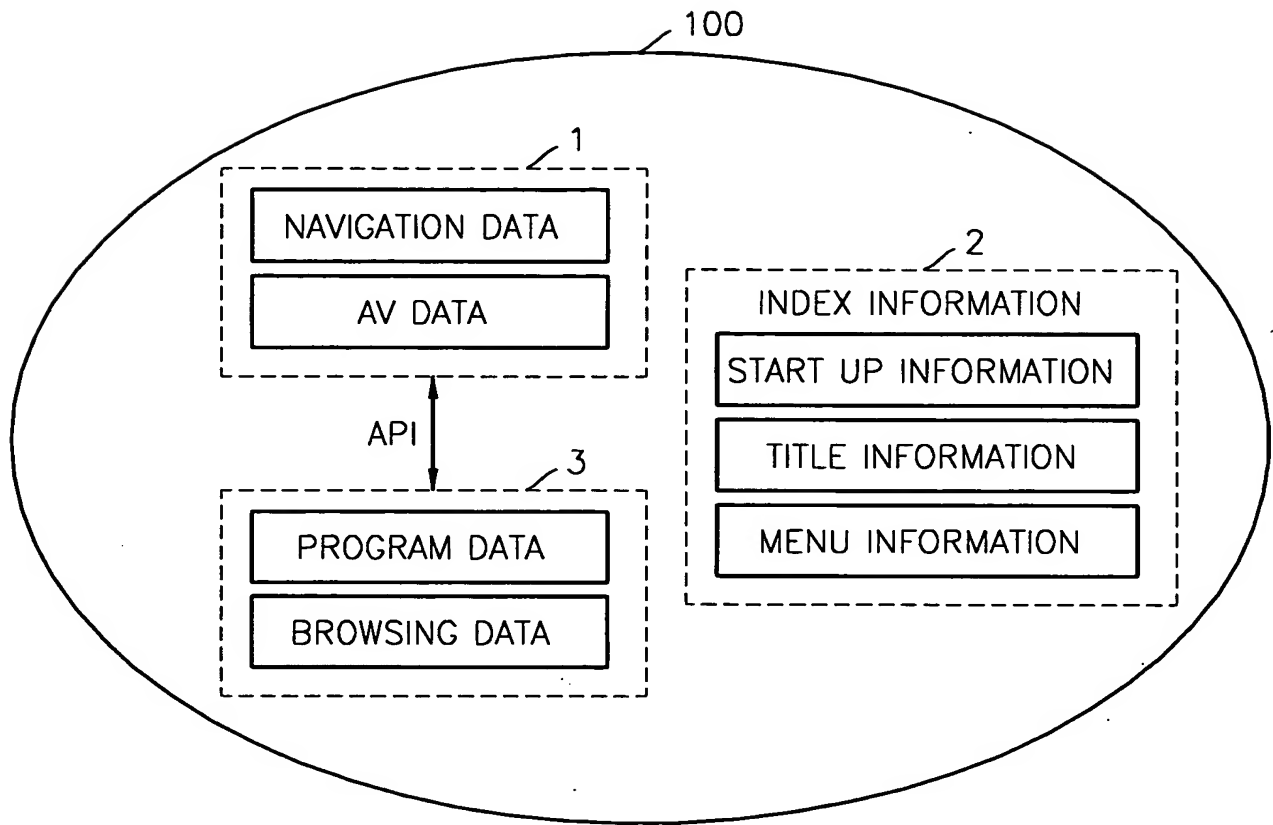 100
1
NAVIGATION DATA
AV DATA
API
3
PROGRAM DATA
BROWSING DATA
2
INDEX INFORMATION
START UP INFORMATION
TITLE INFORMATION
MENU INFORMATION